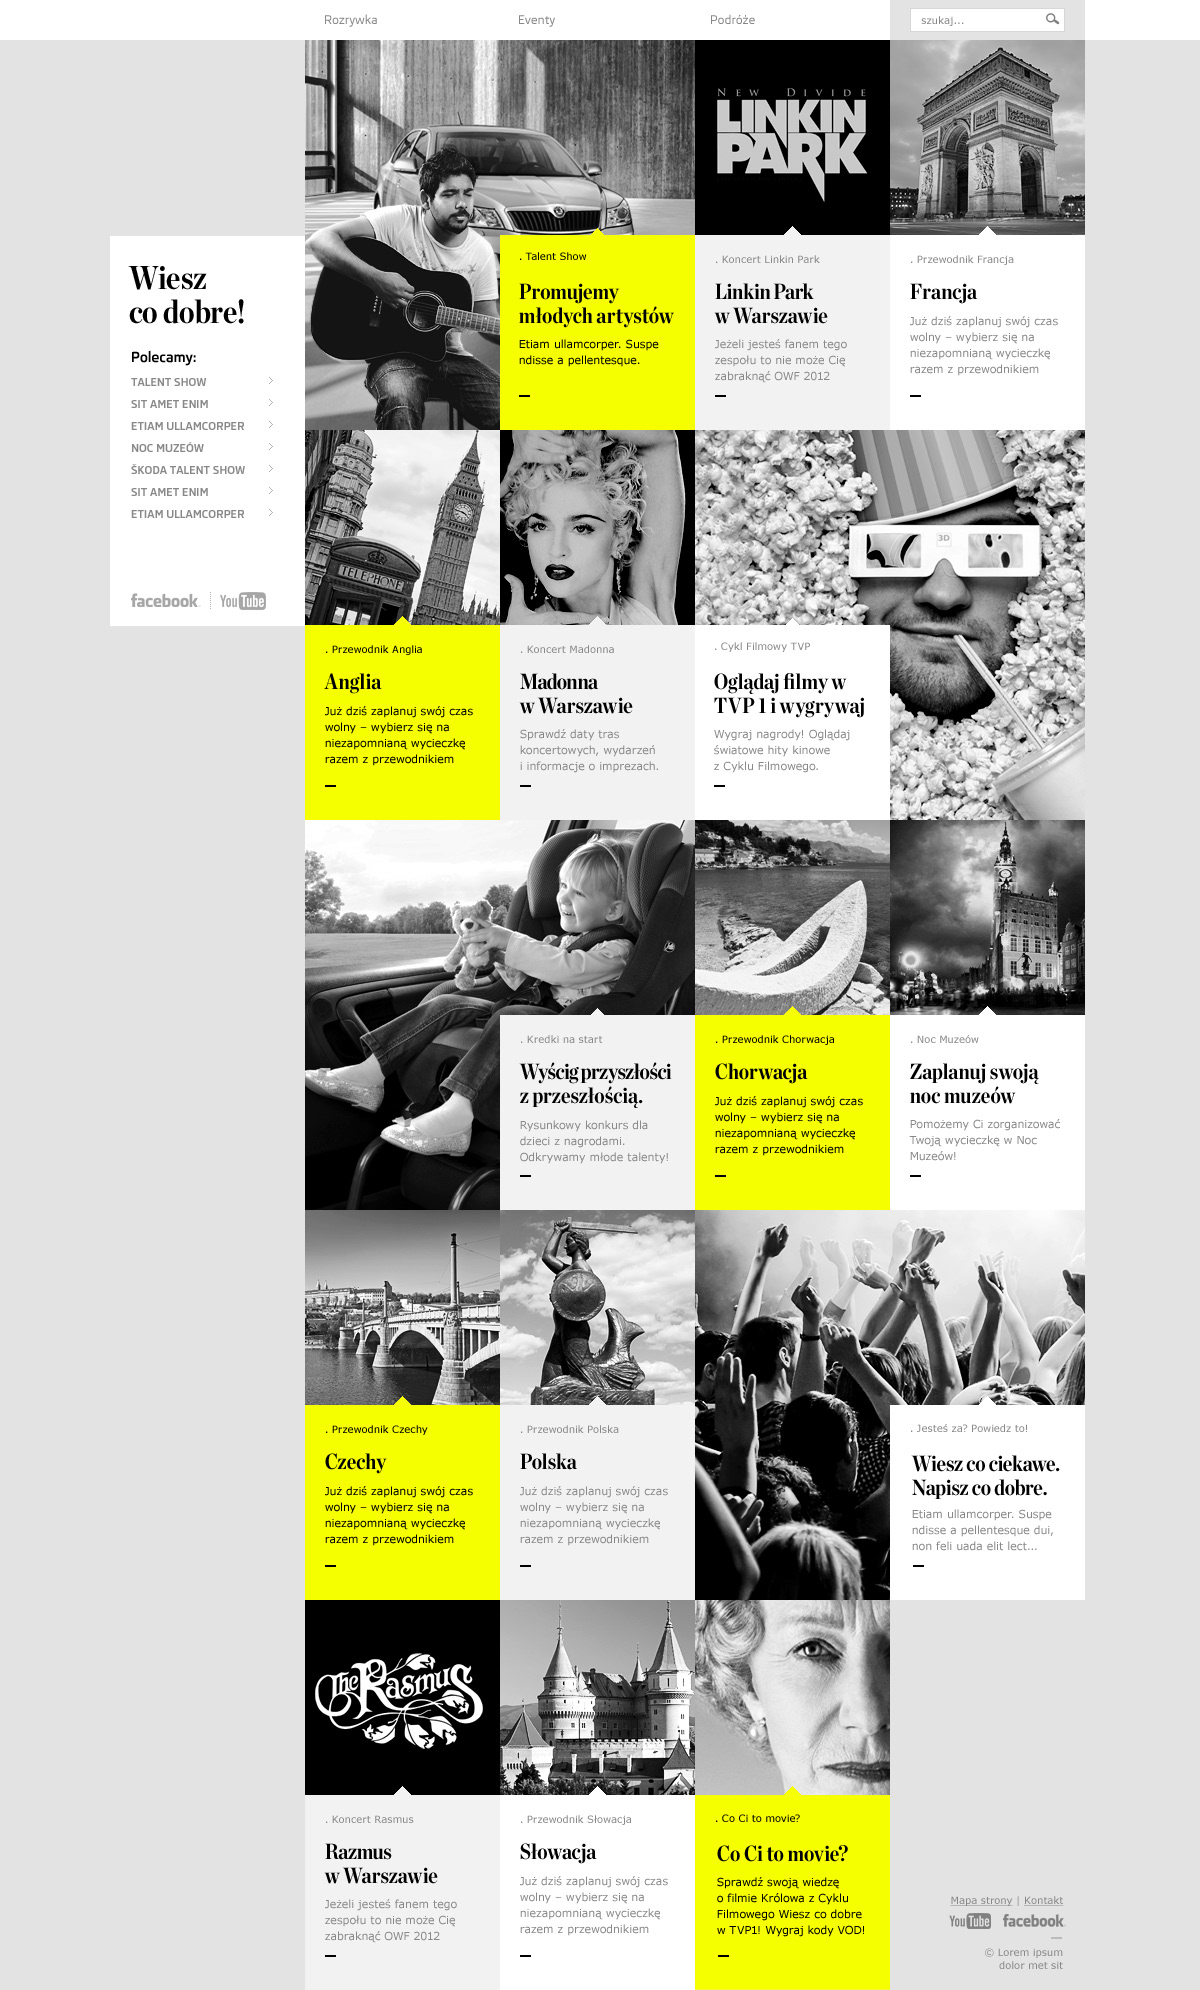 Rozrywka
Eventy
Podróże
szukaj...
NEW DIVIDE
LINKIN
PARK
Wiesz
co dobre!
Polecamy:
TALENT SHOW
SIT AMET ENIM
ETIAM ULLAMCORPER
NOC MUZEÓW
ŠKODA TALENT SHOW
SIT AMET ENIM
ETIAM ULLAMCORPER
facebook
YouTube
. Talent Show
Promujemy
młodych artystów
Etiam ullamcorper. Suspe
ndisse a pellentesque.
. Koncert Linkin Park
Linkin Park
w Warszawie
Jeżeli jesteś fanem tego
zespołu to nie może Cię
zabraknąć OWF 2012
. Przewodnik Francja
Francja
Już dziś zaplanuj swój czas
wolny – wybierz się na
niezapomnianą wycieczkę
razem z przewodnikiem
TELEPHONE
3D
. Przewodnik Anglia
Anglia
Już dziś zaplanuj swój czas
wolny – wybierz się na
niezapomnianą wycieczkę
razem z przewodnikiem
. Koncert Madonna
Madonna
w Warszawie
Sprawdź daty tras
koncertowych, wydarzeń
i informacje o imprezach.
. Cykl Filmowy TVP
Oglądaj filmy w
TVP 1 i wygrywaj
Wygraj nagrody! Oglądaj
światowe hity kinowe
z Cyklu Filmowego.
. Kredki na start
Wyścig przyszłości
z przeszłością.
Rysunkowy konkurs dla
dzieci z nagrodami.
Odkrywamy młode talenty!
. Przewodnik Chorwacja
Chorwacja
Już dziś zaplanuj swój czas
wolny – wybierz się na
niezapomnianą wycieczkę
razem z przewodnikiem
. Noc Muzeów
Zaplanuj swoją
noc muzeów
Pomożemy Ci zorganizować
Twoją wycieczkę w Noc
Muzeów!
. Przewodnik Czechy
Czechy
Już dziś zaplanuj swój czas
wolny – wybierz się na
niezapomnianą wycieczkę
razem z przewodnikiem
. Przewodnik Polska
Polska
Już dziś zaplanuj swój czas
wolny – wybierz się na
niezapomnianą wycieczkę
razem z przewodnikiem
. Jesteś za? Powiedz to!
Wiesz co ciekawe.
Napisz co dobre.
Etiam ullamcorper. Suspe
ndisse a pellentesque dui,
non feli uada elit lect...
The Rasmus
. Koncert Rasmus
Razmus
w Warszawie
Jeżeli jesteś fanem tego
zespołu to nie może Cię
zabraknąć OWF 2012
. Przewodnik Słowacja
Słowacja
Już dziś zaplanuj swój czas
wolny – wybierz się na
niezapomnianą wycieczkę
razem z przewodnikiem
. Co Ci to movie?
Co Ci to movie?
Sprawdź swoją wiedzę
o filmie Królowa z Cyklu
Filmowego Wiesz co dobre
w TVP1! Wygraj kody VOD!
Mapa strony | Kontakt
YouTube facebook
© Lorem ipsum
dolor met sit